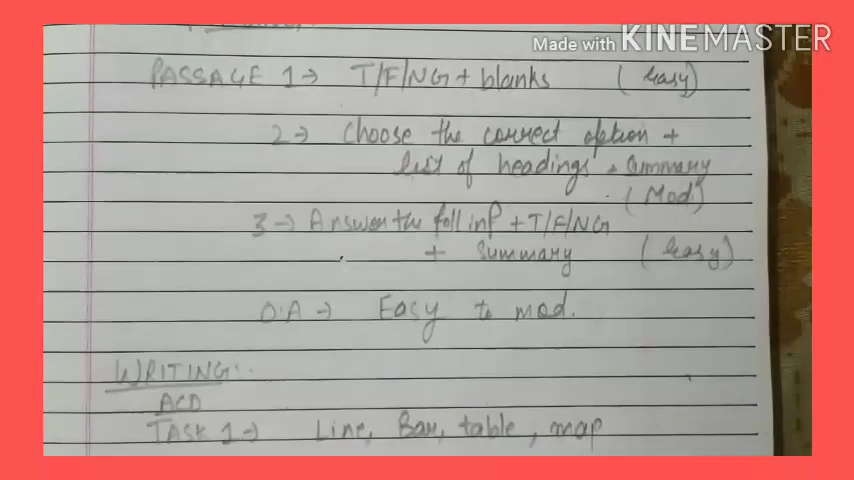 Made with KINEMASTER
PASSAGE 1→ T/F/NG + blanks (Easy)
2→ Choose the correct option +
list of headings + Summary
(Mod.)
3→ Answer the foll inf + T/F/NG
+ Summary (Easy)
O.A → Easy to mod.
WRITING:-
ACD
TASK 1→ Line, Bar, table, map